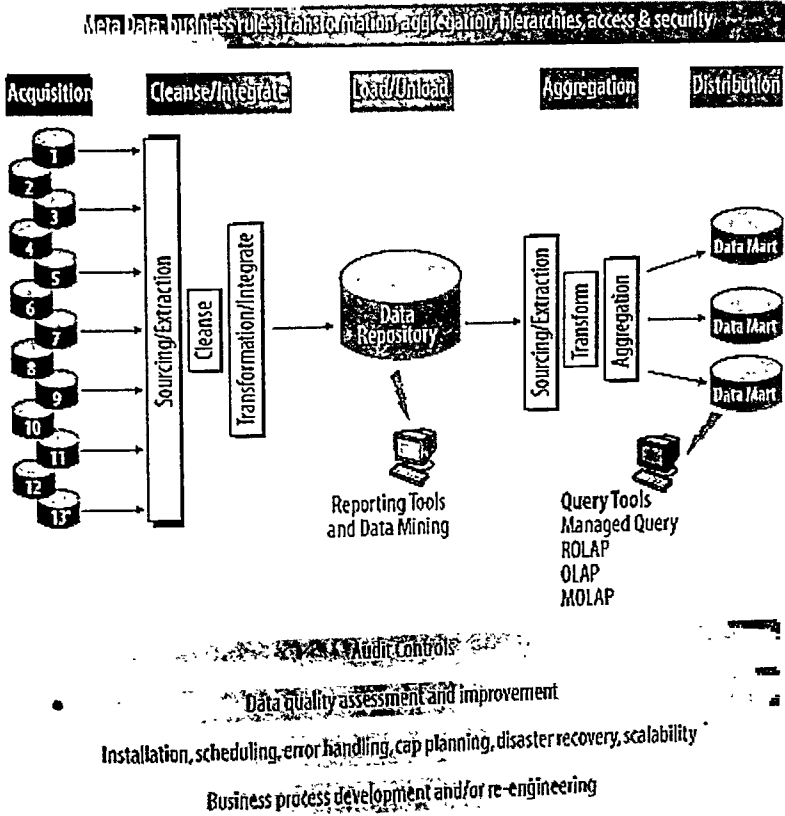 Meta Data: business rules, transformation, aggregation, hierarchies, access & security
Acquisition
Cleanse/Integrate
Load/Unload
Aggregation
Distribution
1
2
3
4
5
6
7
8
9
10
11
12
13
Sourcing/Extraction
Cleanse
Transformation/Integrate
Data
Repository
Sourcing/Extraction
Transform
Aggregation
Data Mart
Data Mart
Data Mart
Reporting Tools
and Data Mining
Query Tools
Managed Query
ROLAP
OLAP
MOLAP
Audit Controls
Data quality assessment and improvement
Installation, scheduling, error handling, cap planning, disaster recovery, scalability
Business process development and/or re-engineering